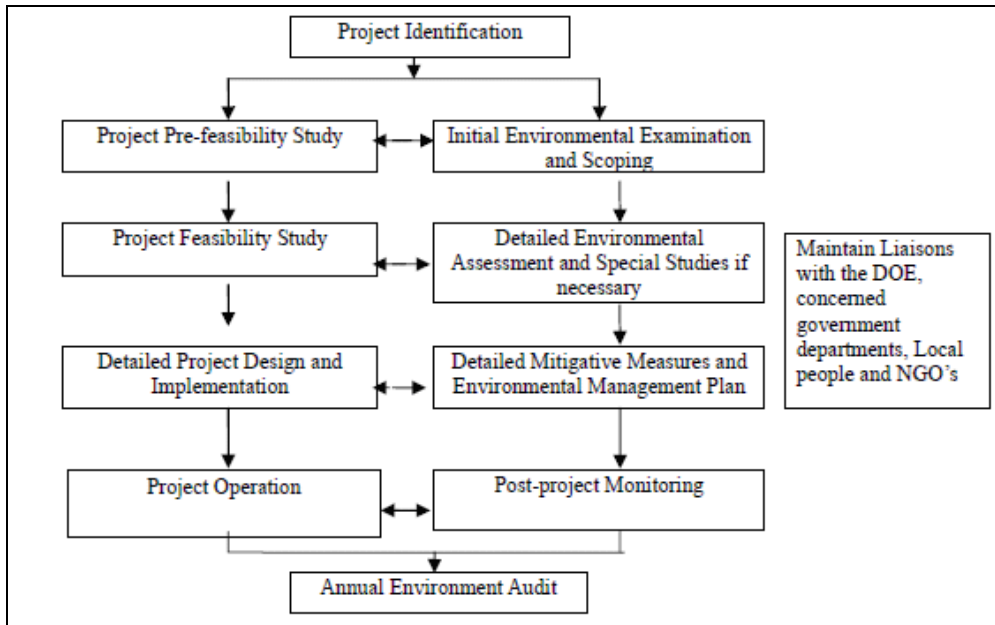 Project Identification
Project Pre-feasibility Study
Initial Environmental Examination
and Scoping
Project Feasibility Study
Detailed Environmental
Assessment and Special Studies if
necessary
Maintain Liaisons
with the DOE,
concerned
government
departments, Local
people and NGO's
Detailed Project Design and
Implementation
Detailed Mitigative Measures and
Environmental Management Plan
Project Operation
Post-project Monitoring
Annual Environment Audit